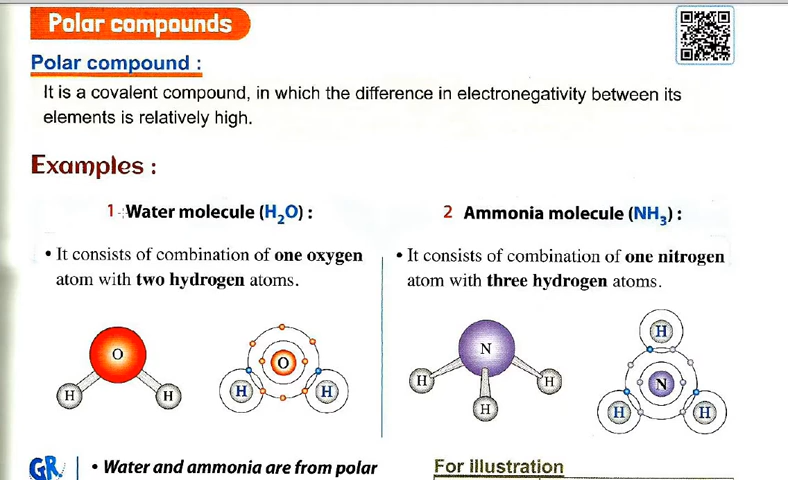 Polar compounds
Polar compound :
It is a covalent compound, in which the difference in electronegativity between its
elements is relatively high.
Examples :
1 Water molecule (H₂O) :
• It consists of combination of one oxygen
atom with two hydrogen atoms.
O
H
H
O
H
H
2 Ammonia molecule (NH₃) :
• It consists of combination of one nitrogen
atom with three hydrogen atoms.
N
H
H
H
H
N
H
H
GR.
• Water and ammonia are from polar
For illustration